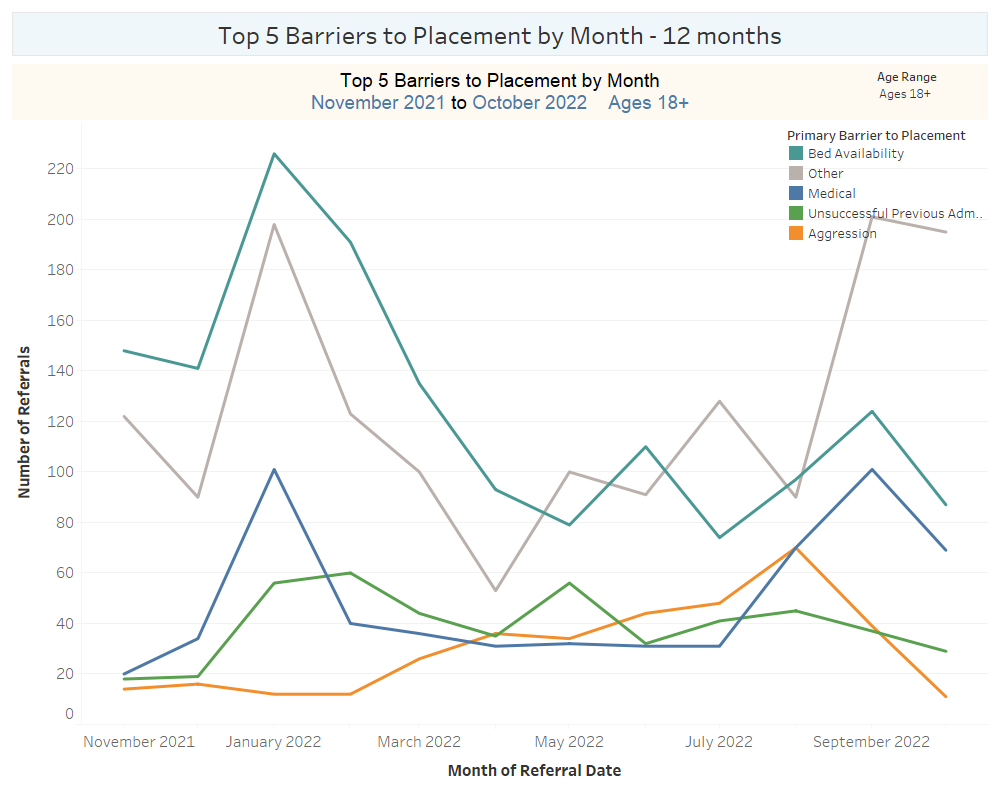 Top 5 Barriers to Placement by Month - 12 months
Top 5 Barriers to Placement by Month
November 2021 to October 2022 Ages 18+
Age Range
Ages 18+
Primary Barrier to Placement
Bed Availability
Other
Medical
Unsuccessful Previous Adm..
Aggression
Number of Referrals
220
200
180
160
140
120
100
80
60
40
20
0
November 2021 January 2022 March 2022 May 2022 July 2022 September 2022
Month of Referral Date